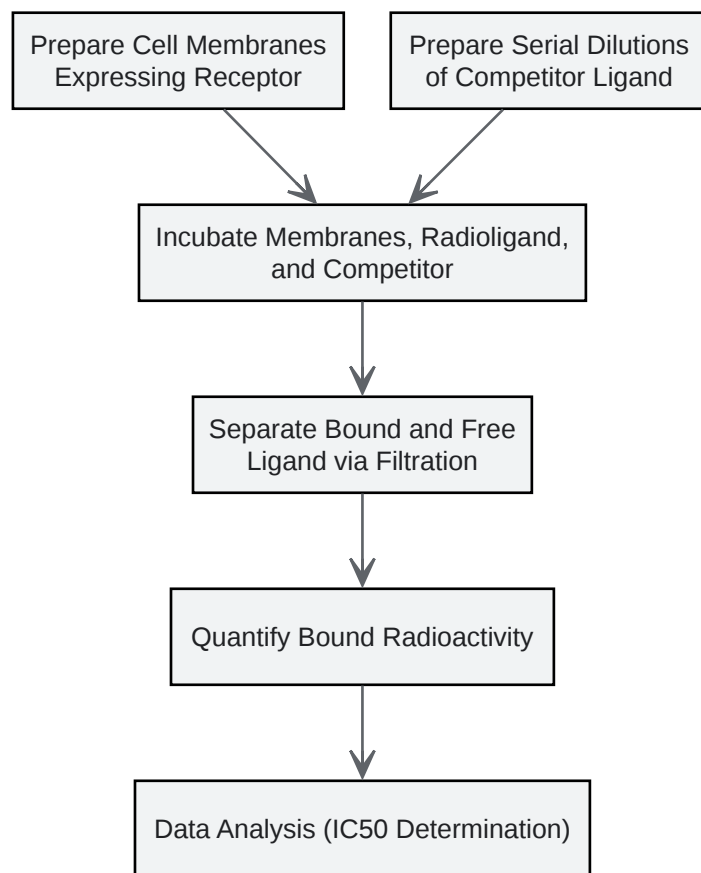 Prepare Cell Membranes
Expressing Receptor
Prepare Serial Dilutions
of Competitor Ligand
Incubate Membranes, Radioligand,
and Competitor
Separate Bound and Free
Ligand via Filtration
Quantify Bound Radioactivity
Data Analysis (IC50 Determination)